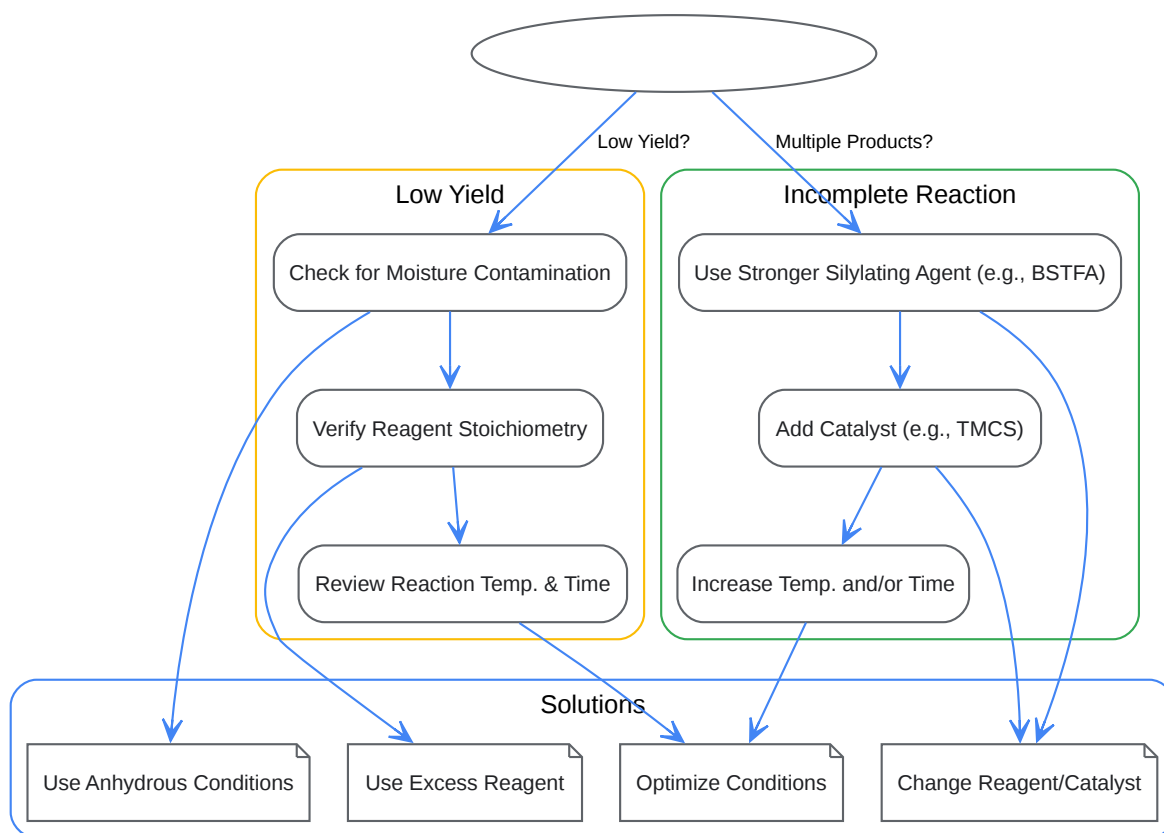 Low Yield?
Multiple Products?
Low Yield
Incomplete Reaction
Check for Moisture Contamination
Use Stronger Silylating Agent (e.g., BSTFA)
Verify Reagent Stoichiometry
Add Catalyst (e.g., TMCS)
Review Reaction Temp. & Time
Increase Temp. and/or Time
Solutions
Use Anhydrous Conditions
Use Excess Reagent
Optimize Conditions
Change Reagent/Catalyst